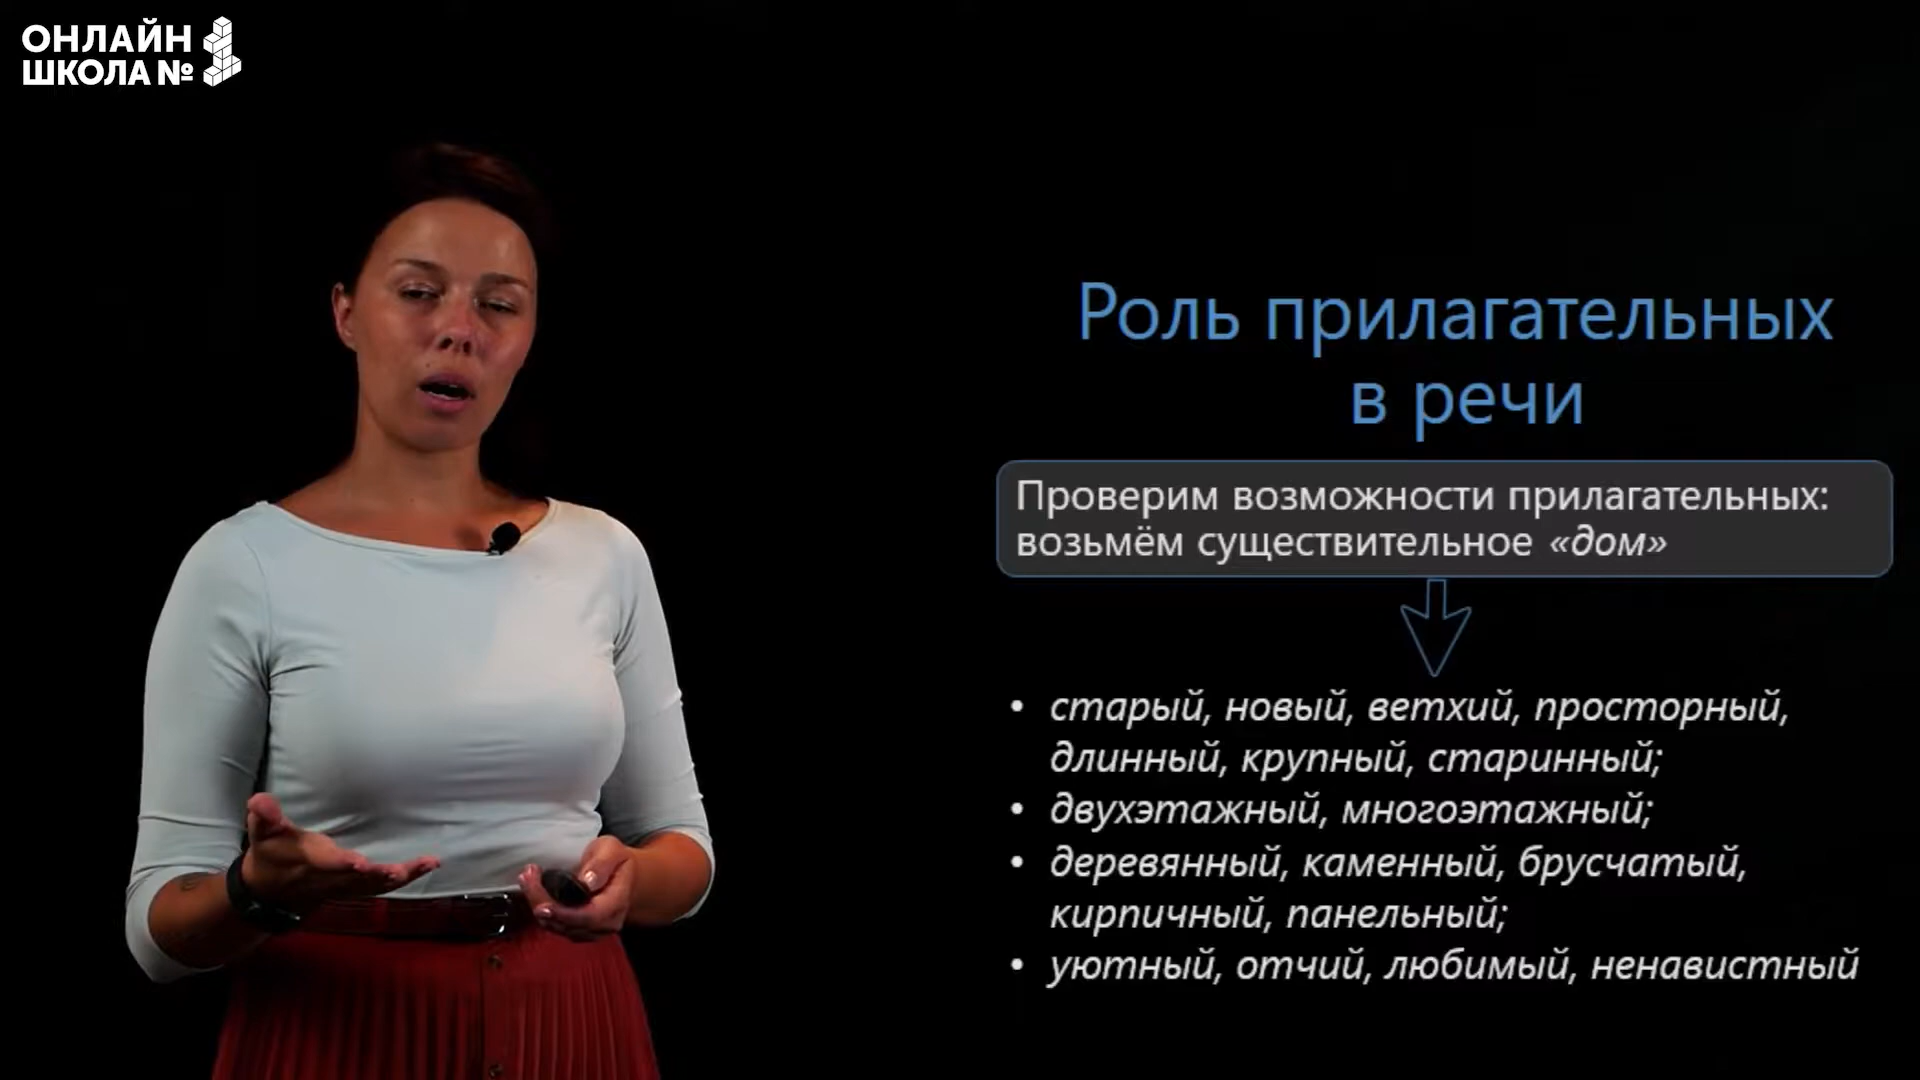 ОНЛАЙН
ШКОЛА №1
Роль прилагательных
в речи
Проверим возможности прилагательных:
возьмём существительное «дом»
• старый, новый, ветхий, просторный,
длинный, крупный, старинный;
• двухэтажный, многоэтажный;
• деревянный, каменный, брусчатый,
кирпичный, панельный;
• уютный, отчий, любимый, ненавистный